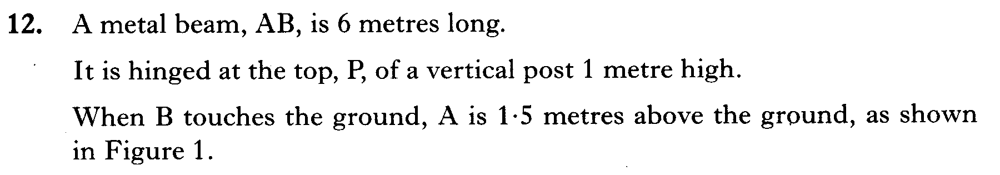 12. A metal beam, AB, is 6 metres long.
It is hinged at the top, P, of a vertical post 1 metre high.
When B touches the ground, A is 1·5 metres above the ground, as shown
in Figure 1.